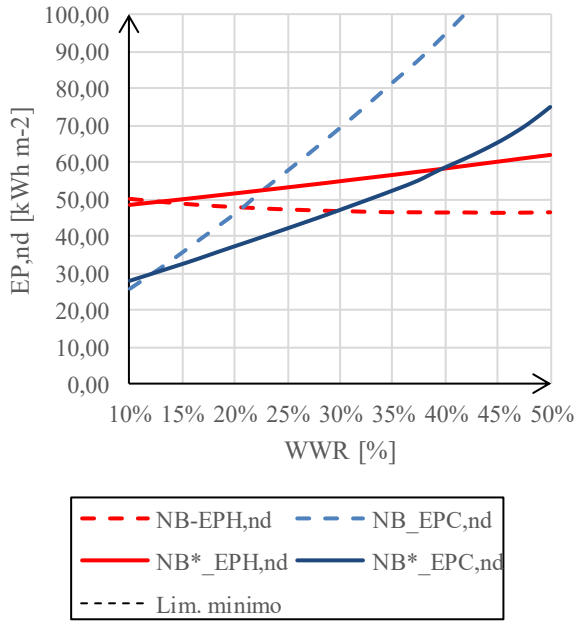 100,00
90,00
80,00
70,00
60,00
50,00
40,00
30,00
20,00
10,00
0,00
EP,nd [kWh m-2]
10% 15% 20% 25% 30% 35% 40% 45% 50%
WWR [%]
NB-EPH,nd NB_EPC,nd
NB*_EPH,nd NB*_EPC,nd
Lim. minimo